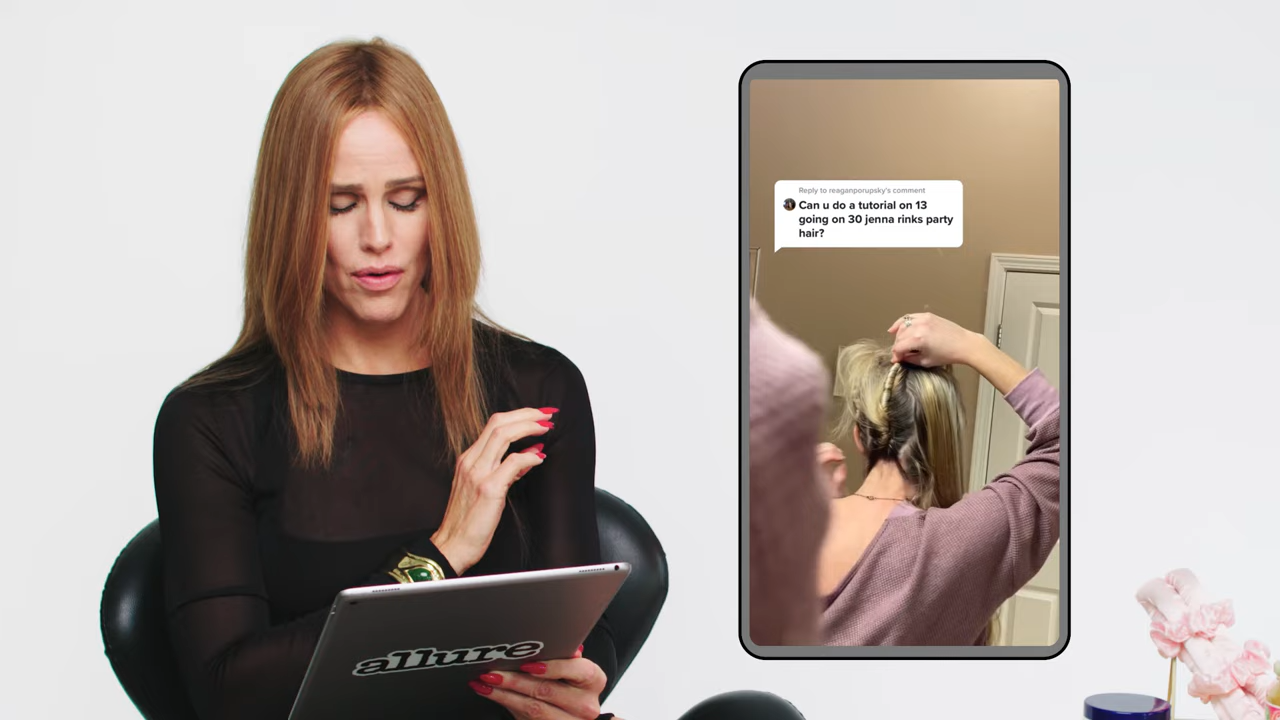 Reply to reaganporupsky's comment
Can u do a tutorial on 13
going on 30 jenna rinks party
hair?
allure